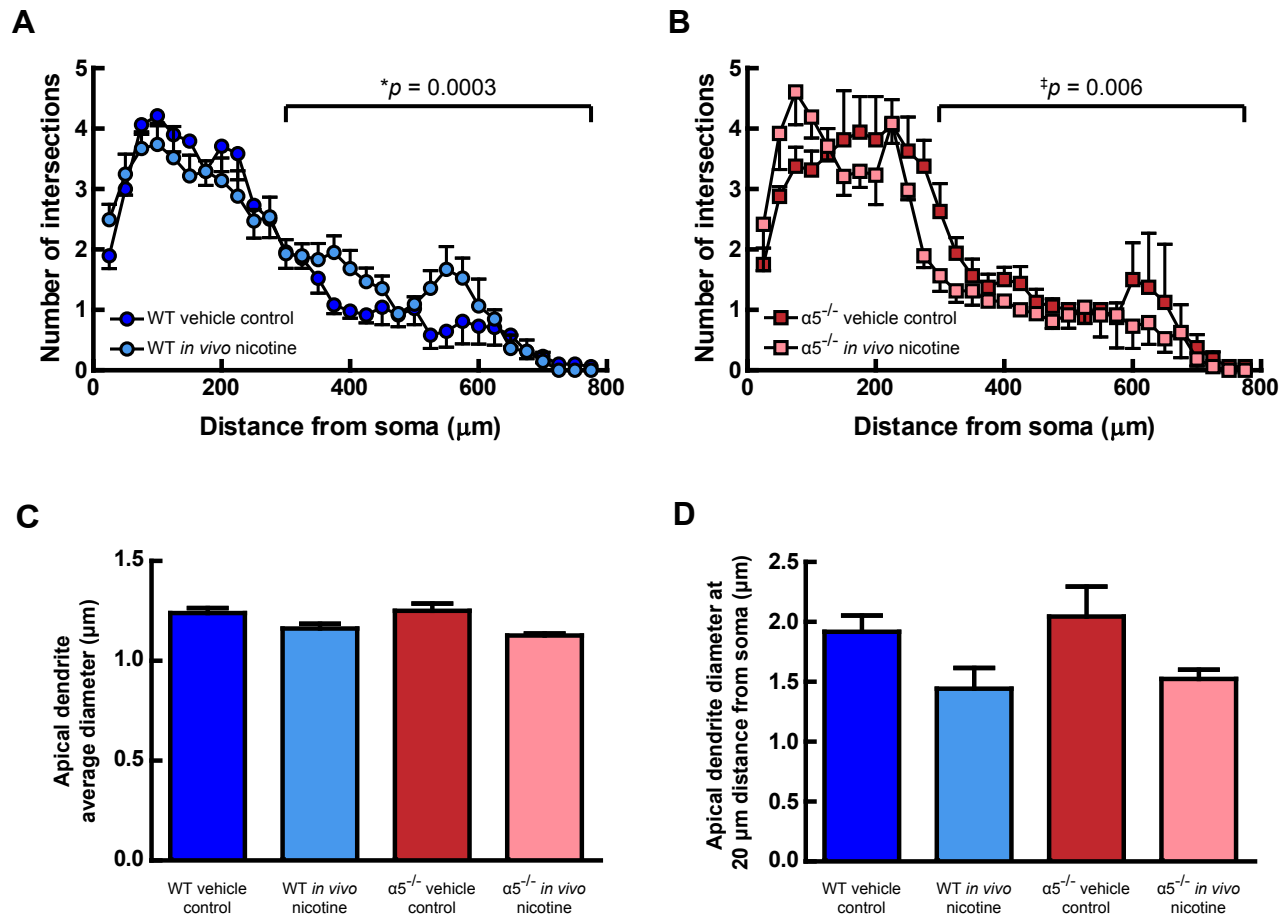 A
Number of intersections
5
4
3
2
1
0
*p = 0.0003
WT vehicle control
WT in vivo nicotine
0
200
400
600
800
Distance from soma (μm)
B
Number of intersections
5
4
3
2
1
0
‡p = 0.006
α5⁻/⁻ vehicle control
α5⁻/⁻ in vivo nicotine
0
200
400
600
800
Distance from soma (μm)
C
Apical dendrite
average diameter (μm)
1.5
1.0
0.5
0.0
WT vehicle
control
WT in vivo
nicotine
α5⁻/⁻ vehicle
control
α5⁻/⁻ in vivo
nicotine
D
Apical dendrite diameter at
20 μm distance from soma (μm)
2.5
2.0
1.5
1.0
0.5
0.0
WT vehicle
control
WT in vivo
nicotine
α5⁻/⁻ vehicle
control
α5⁻/⁻ in vivo
nicotine